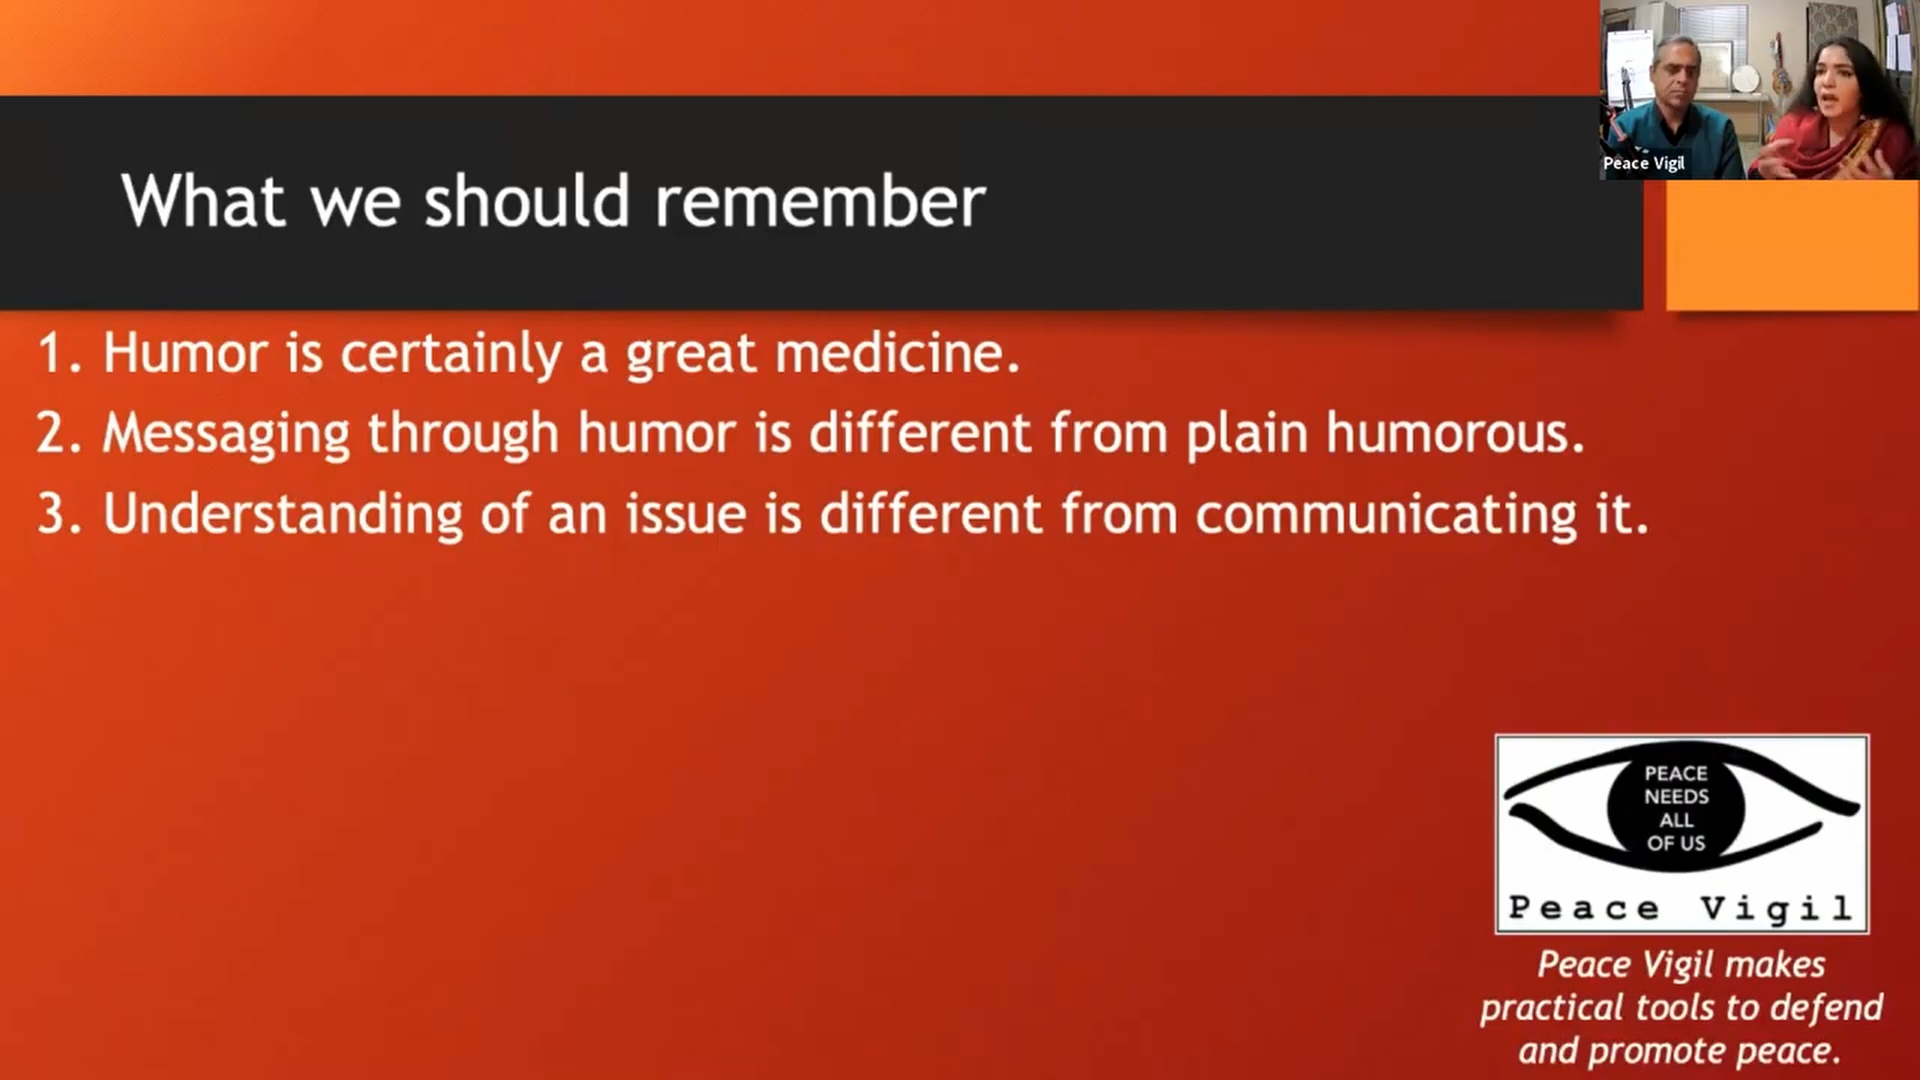 Peace Vigil
What we should remember
1. Humor is certainly a great medicine.
2. Messaging through humor is different from plain humorous.
3. Understanding of an issue is different from communicating it.
PEACE
NEEDS
ALL
OF US
Peace Vigil
Peace Vigil makes
practical tools to defend
and promote peace.